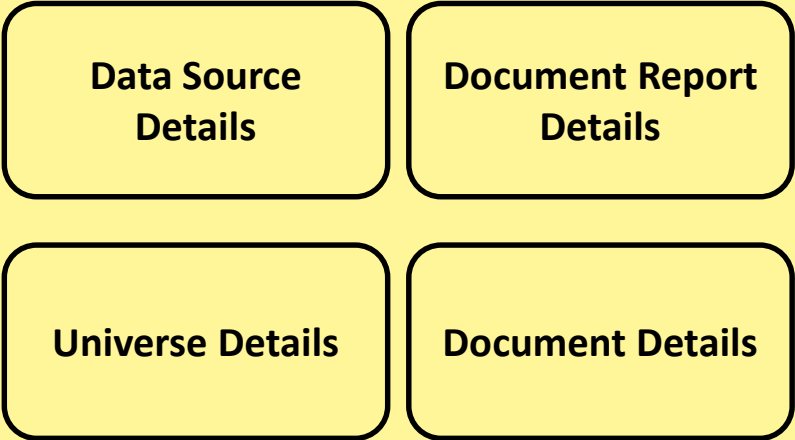 Data Source
Details
Document Report
Details
Universe Details
Document Details